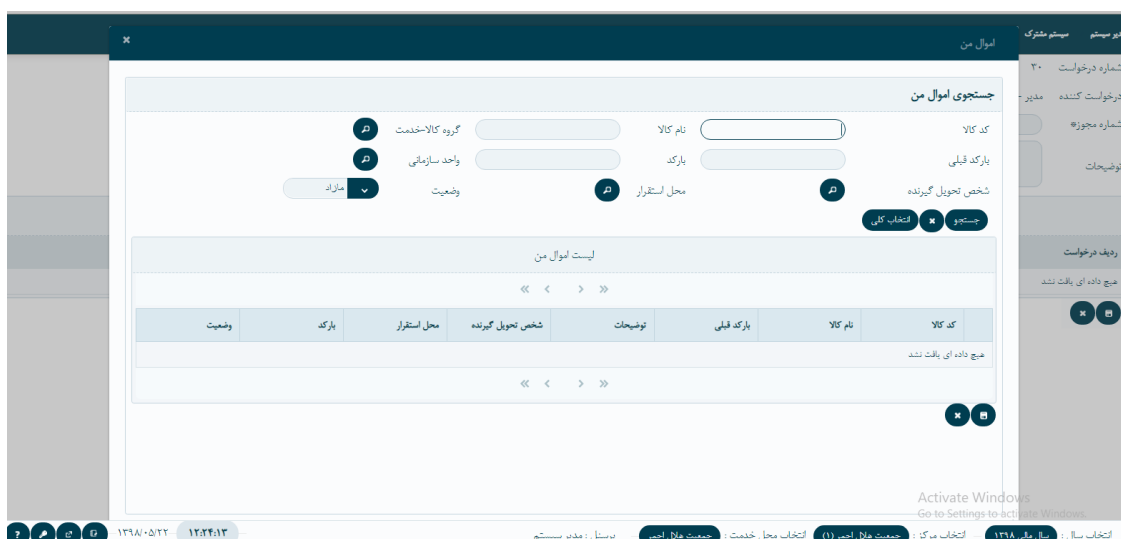 دیر سیستم سیستم مشترک
اموال من
شماره درخواست ۳۰
درخواست کننده مدیر
شماره مجوز*
توضیحات
جستجوی اموال من
کد کالا نام کالا گروه کالا-خدمت
بارکد قبلی بارکد واحد سازمانی
شخص تحویل گیرنده محل استقرار وضعیت مازاد
جستجو انتخاب کلی
لیست اموال من
کد کالا نام کالا بارکد قبلی توضیحات شخص تحویل گیرنده محل استقرار بارکد وضعیت
هیچ داده ای یافت نشد
ردیف درخواست
هیچ داده ای یافت نشد
Activate Windows
Go to Settings to activate Windows.
انتخاب سال : سال مالی ۱۳۹۸ انتخاب مرکز : جمعیت هلال احمر (۱) انتخاب محل خدمت : جمعیت هلال احمر پرسنل : مدیر سیستم ۱۲:۲۴:۱۳ ۱۳۹۸/۰۵/۲۲